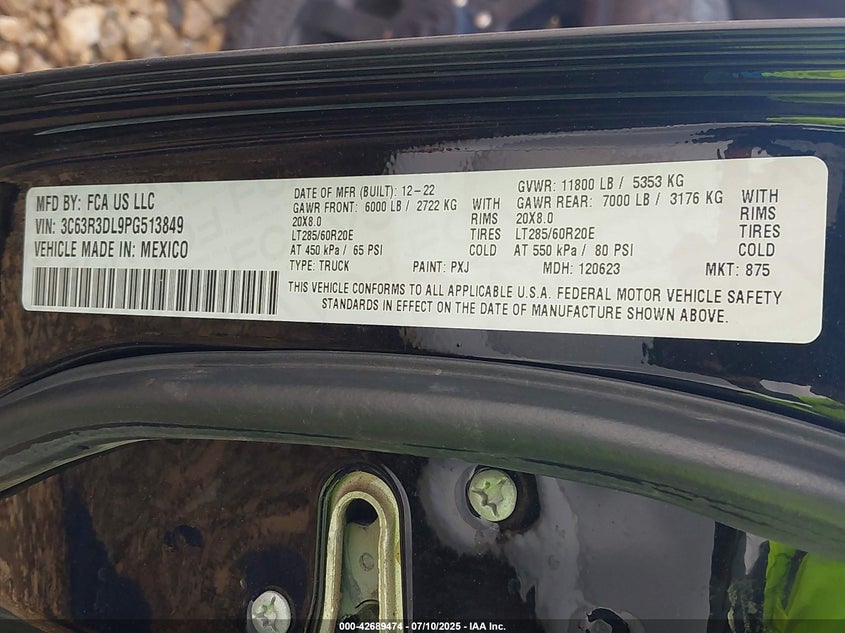 MFD BY: FCA US LLC
VIN: 3C63R3DL9PG513849
VEHICLE MADE IN: MEXICO
DATE OF MFR (BUILT): 12-22
GAWR FRONT: 6000 LB / 2722 KG WITH
20X8.0 RIMS
LT285/60R20E TIRES
AT 450 kPa / 65 PSI COLD
TYPE: TRUCK PAINT: PXJ
GVWR: 11800 LB / 5353 KG
GAWR REAR: 7000 LB / 3176 KG WITH
20X8.0 RIMS
LT285/60R20E TIRES
AT 550 kPa / 80 PSI COLD
MDH: 120623 MKT: 875
THIS VEHICLE CONFORMS TO ALL APPLICABLE U.S.A. FEDERAL MOTOR VEHICLE SAFETY
STANDARDS IN EFFECT ON THE DATE OF MANUFACTURE SHOWN ABOVE.
000-42689474 - 07/10/2025 - IAA Inc.